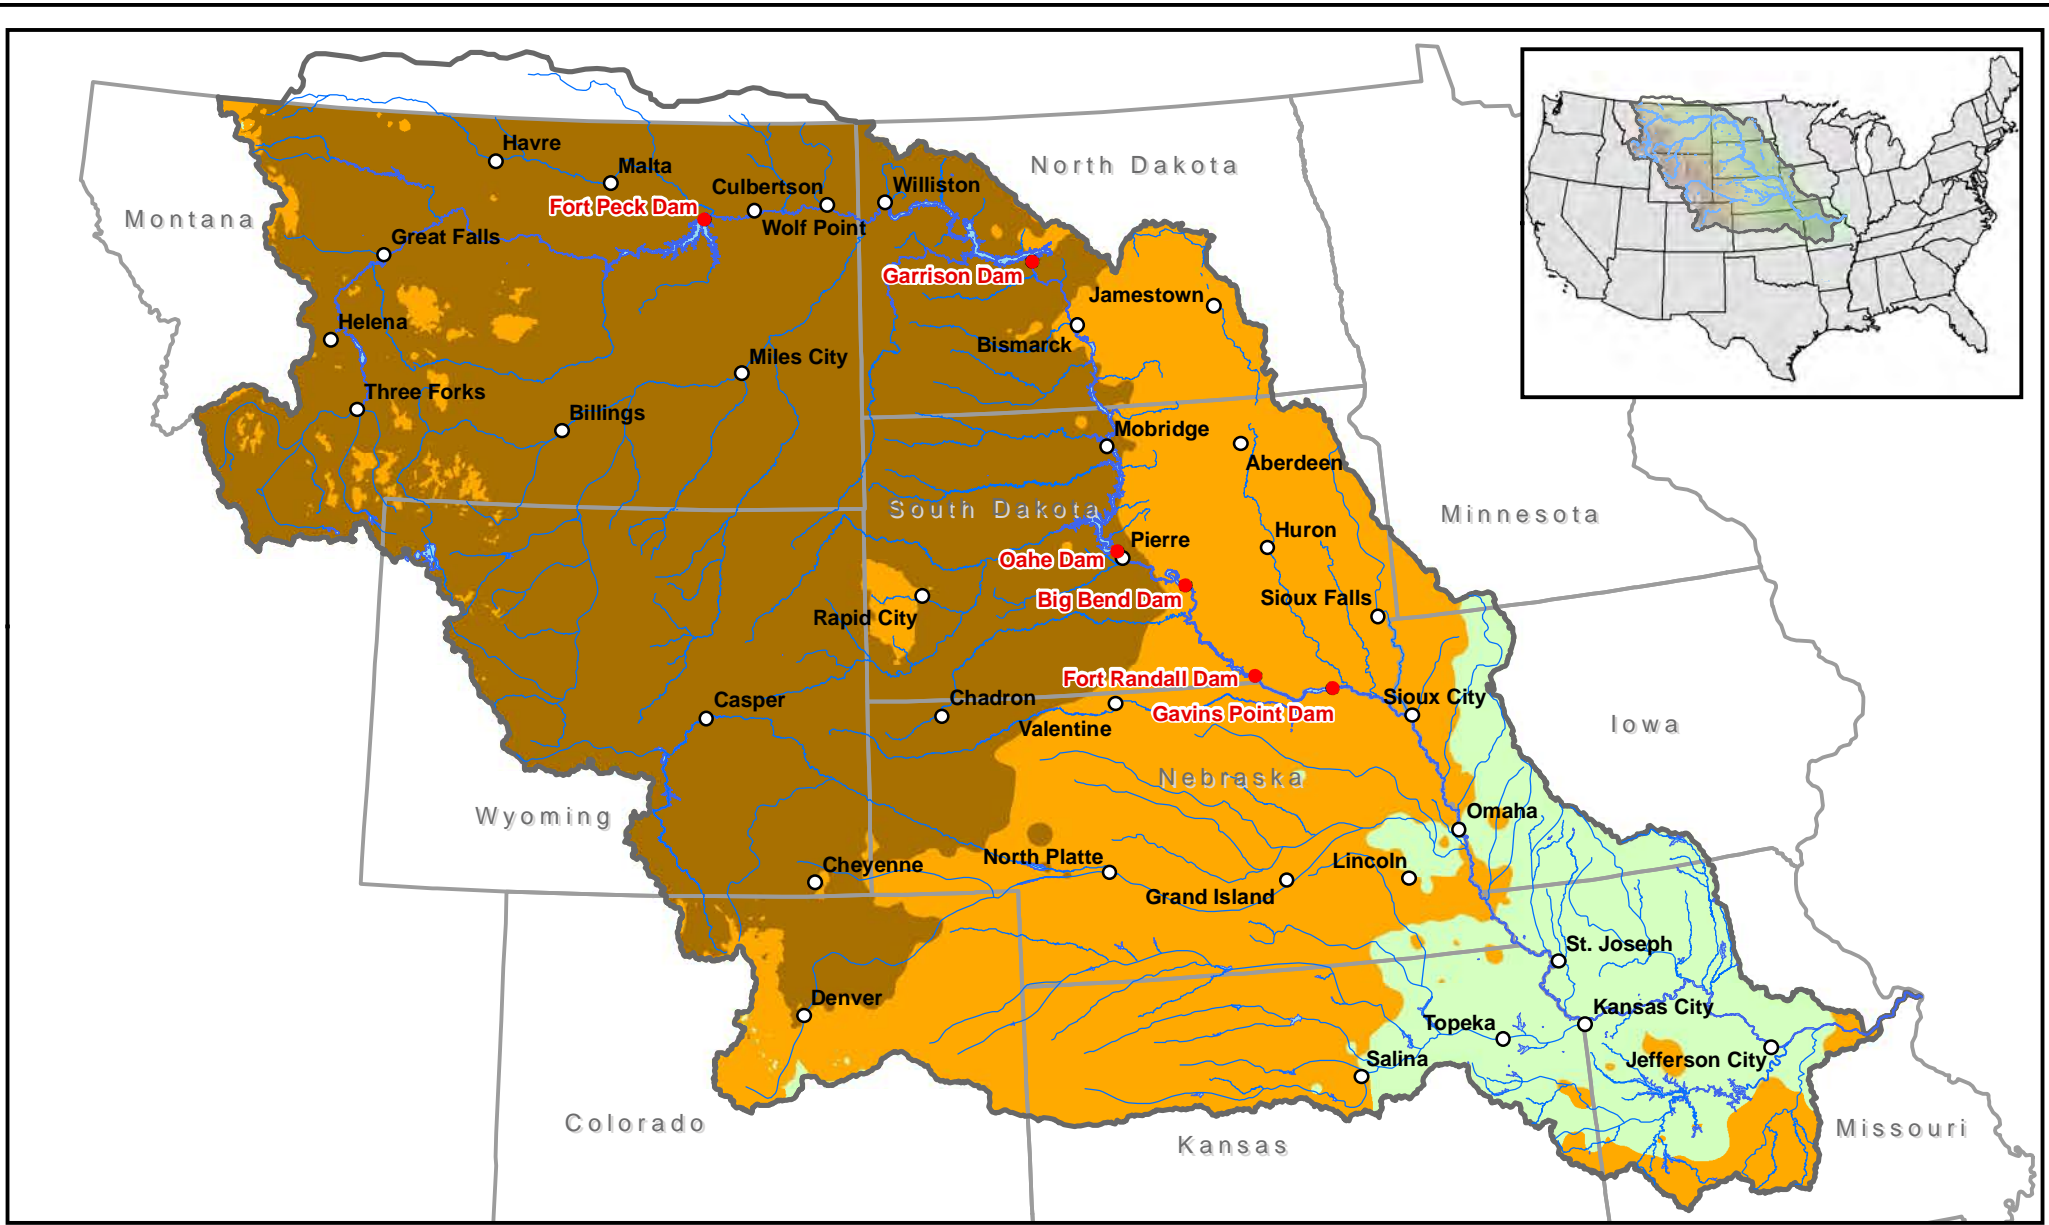 North Dakota
Havre
Malta
Culbertson
Williston
Fort Peck Dam
Montana
Wolf Point
Great Falls
Garrison Dam
Jamestown
Helena
Bismarck
Miles City
Three Forks
Billings
Mobridge
Aberdeen
South Dakota
Minnesota
Huron
Pierre
Oahe Dam
Big Bend Dam
Sioux Falls
Rapid City
Fort Randall Dam
Sioux City
Chadron
Casper
Gavins Point Dam
Valentine
Iowa
Nebraska
Omaha
Wyoming
North Platte
Lincoln
Cheyenne
Grand Island
St. Joseph
Denver
Kansas City
Topeka
Salina
Jefferson City
Colorado
Missouri
Kansas